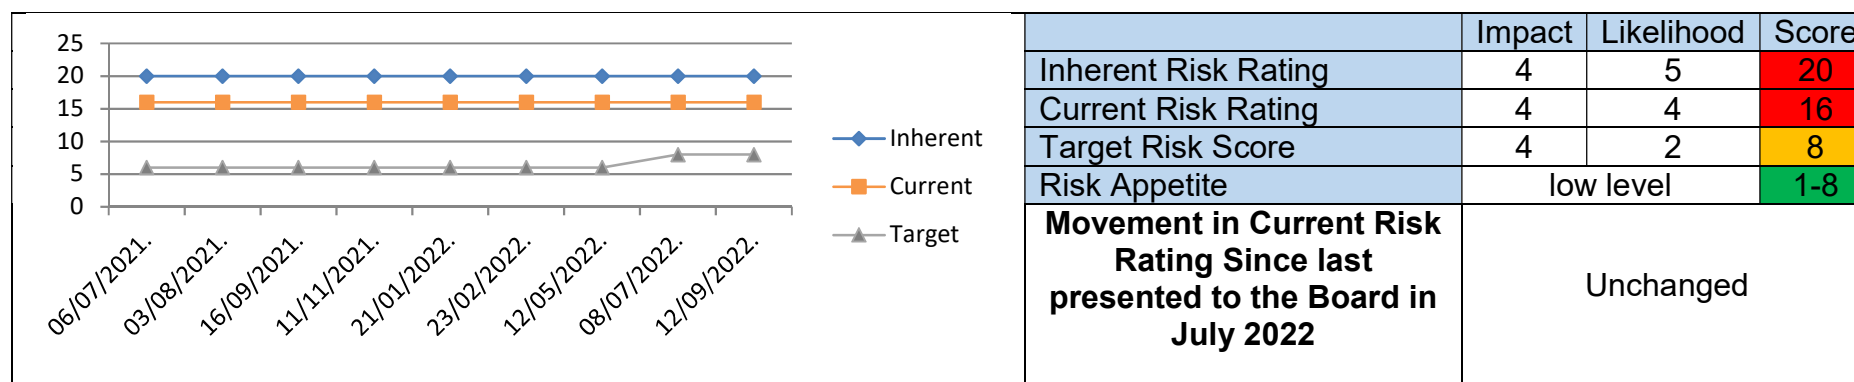 25
20
15
10
5
0
06/07/2021.
03/08/2021.
16/09/2021.
11/11/2021.
21/01/2022.
23/02/2022.
12/05/2022.
08/07/2022.
12/09/2022.
Inherent
Current
Target
Impact Likelihood Score
Inherent Risk Rating 4 5 20
Current Risk Rating 4 4 16
Target Risk Score 4 2 8
Risk Appetite low level 1-8
Movement in Current Risk
Rating Since last
presented to the Board in
July 2022
Unchanged